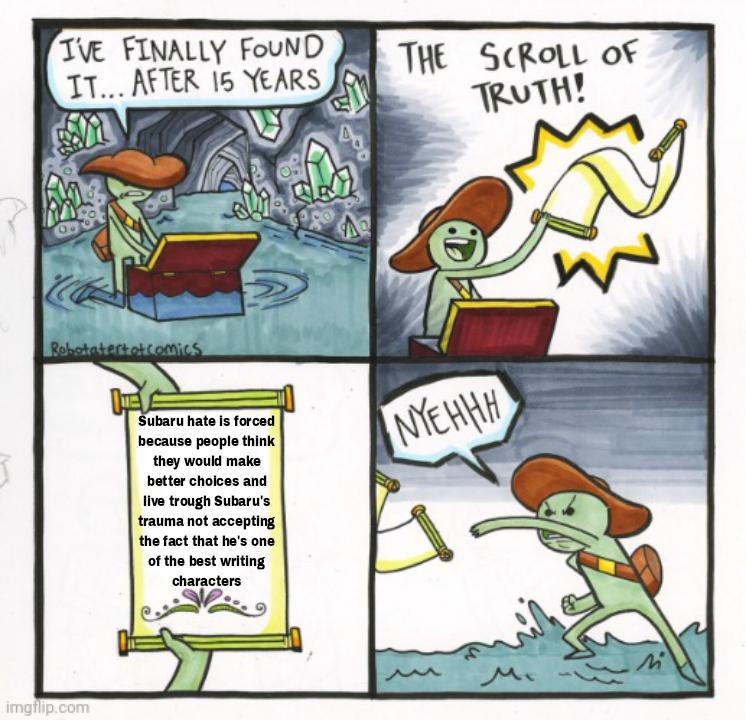 I'VE FINALLY FOUND
IT... AFTER 15 YEARS
THE SCROLL OF
TRUTH!
Robotatertotcomics
Subaru hate is forced
because people think
they would make
better choices and
live trough Subaru's
trauma not accepting
the fact that he's one
of the best writing
characters
NYEHHH
imgflip.com